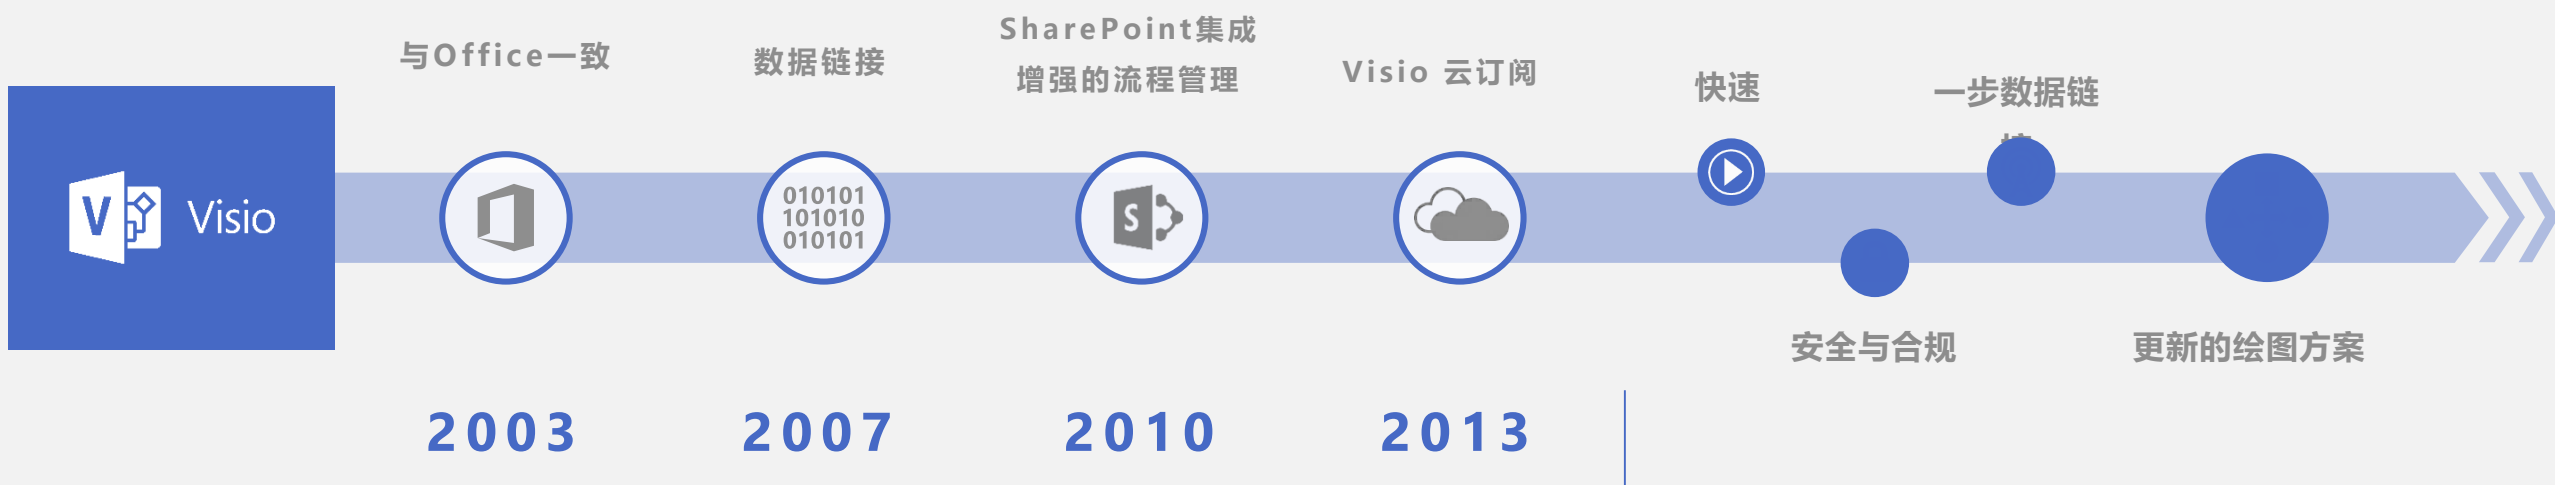 与Office一致
数据链接
SharePoint集成
增强的流程管理
Visio 云订阅
快速
一步数据链
V
Visio
010101
101010
010101
S
安全与合规
更新的绘图方案
2003
2007
2010
2013